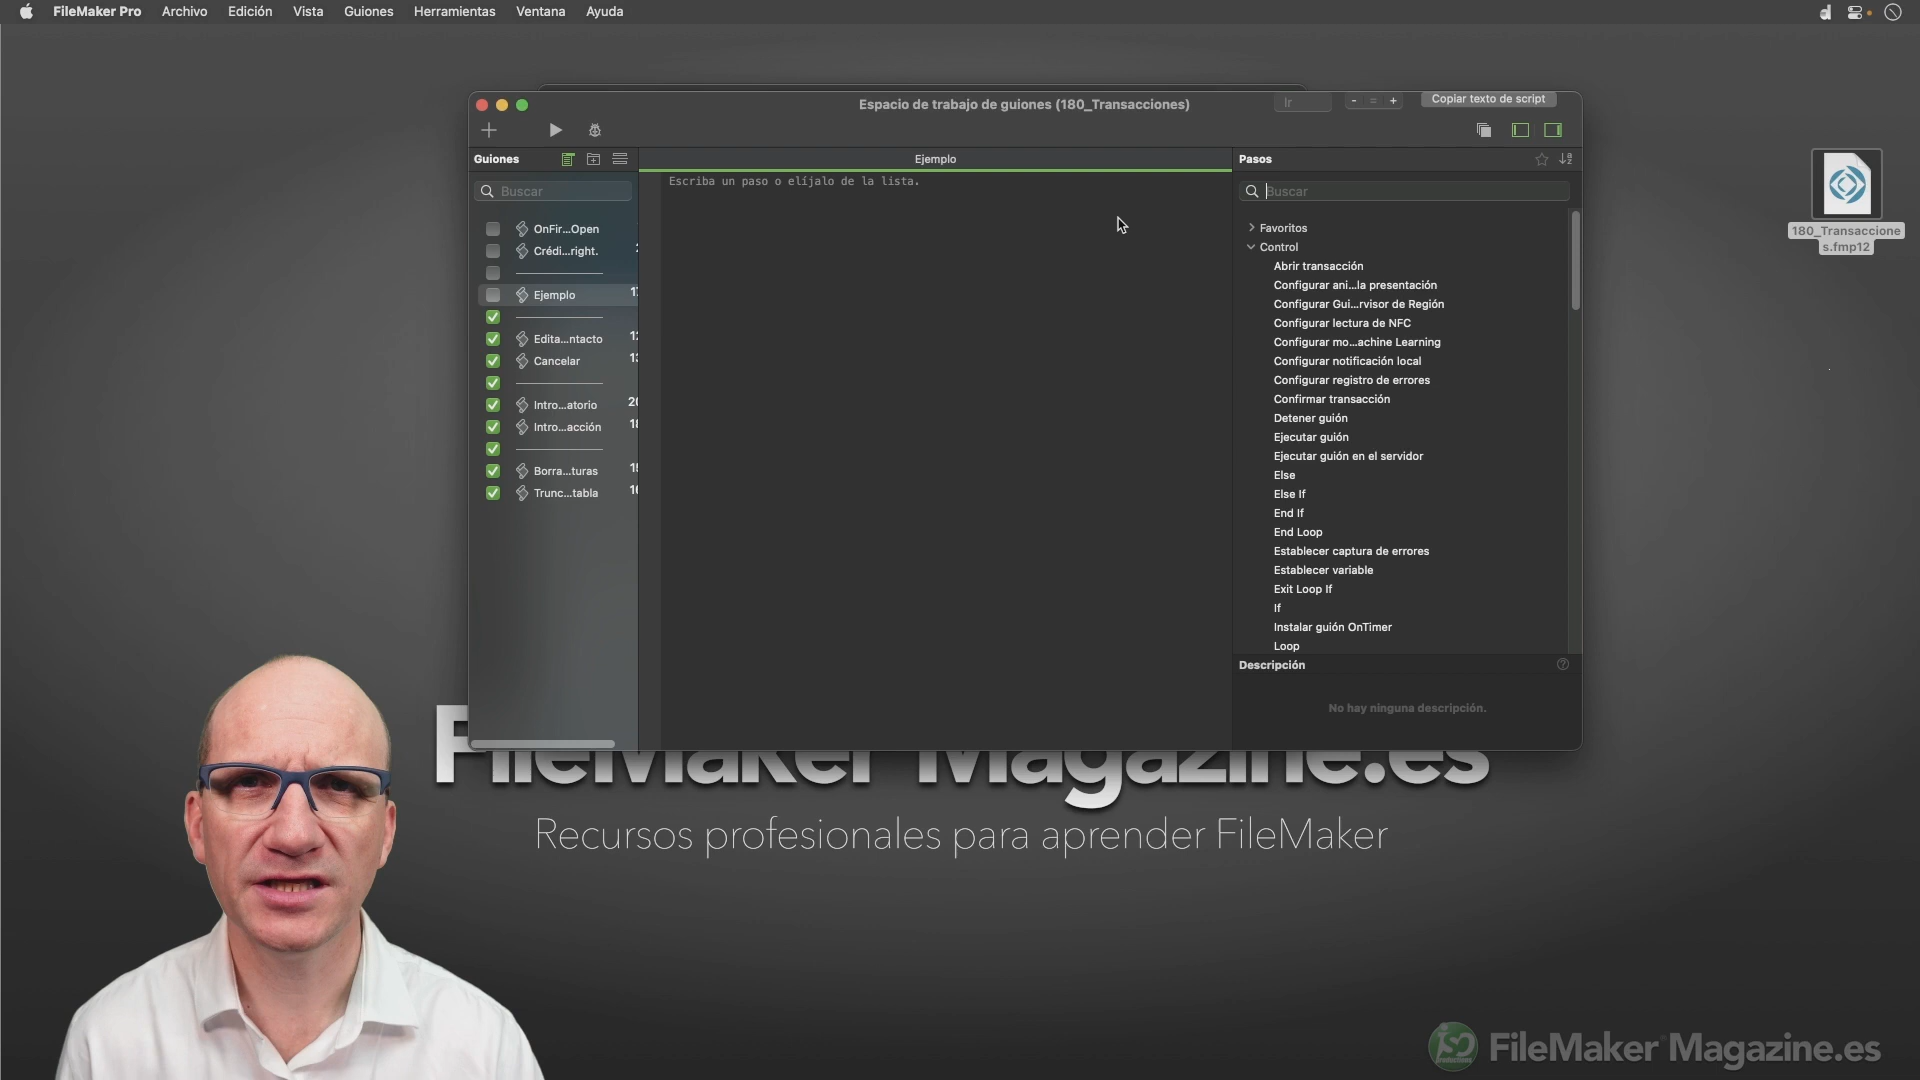 FileMaker Pro Archivo Edición Vista Guiones Herramientas Ventana Ayuda
Espacio de trabajo de guiones (180_Transacciones)
Ir
- = +
Copiar texto de script
Guiones
Ejemplo
Pasos
Buscar
Escriba un paso o elíjalo de la lista.
Buscar
OnFir...Open
Crédi...right.
Ejemplo
Edita...ntacto
Cancelar
Intro...atorio
Intro...acción
Borra...turas
Trunc...tabla
Favoritos
Control
Abrir transacción
Configurar ani...la presentación
Configurar Gui...rvisor de Región
Configurar lectura de NFC
Configurar mo...achine Learning
Configurar notificación local
Configurar registro de errores
Confirmar transacción
Detener guión
Ejecutar guión
Ejecutar guión en el servidor
Else
Else If
End If
End Loop
Establecer captura de errores
Establecer variable
Exit Loop If
If
Instalar guión OnTimer
Loop
Descripción
No hay ninguna descripción.
180_Transaccione
s.fmp12
FileMaker Magazine.es
Recursos profesionales para aprender FileMaker
FileMaker Magazine.es